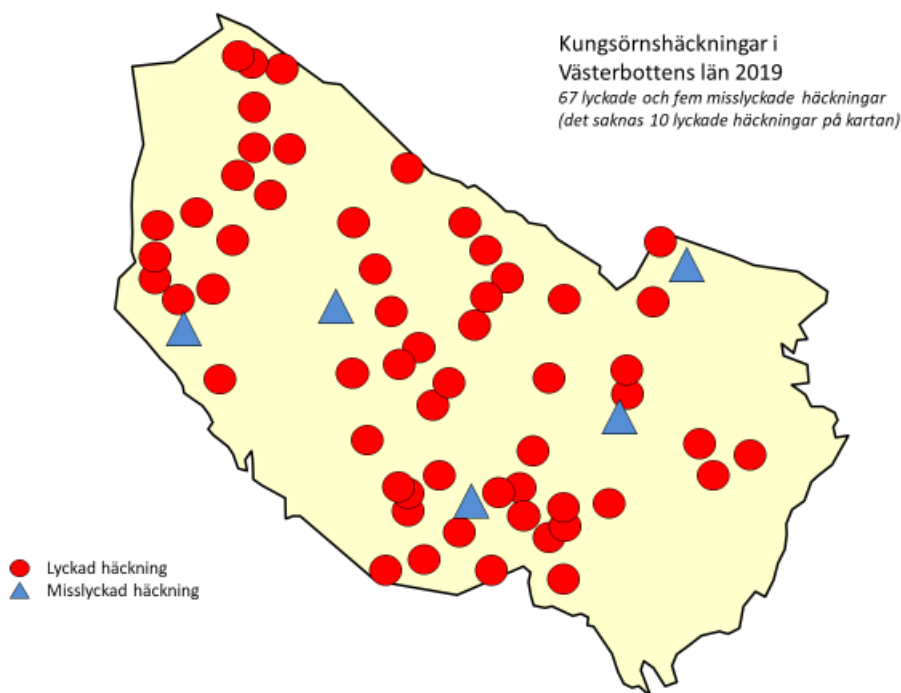 Kungsörnshäckningar i
Västerbottens län 2019
67 lyckade och fem misslyckade häckningar
(det saknas 10 lyckade häckningar på kartan)
Lyckad häckning
Misslyckad häckning